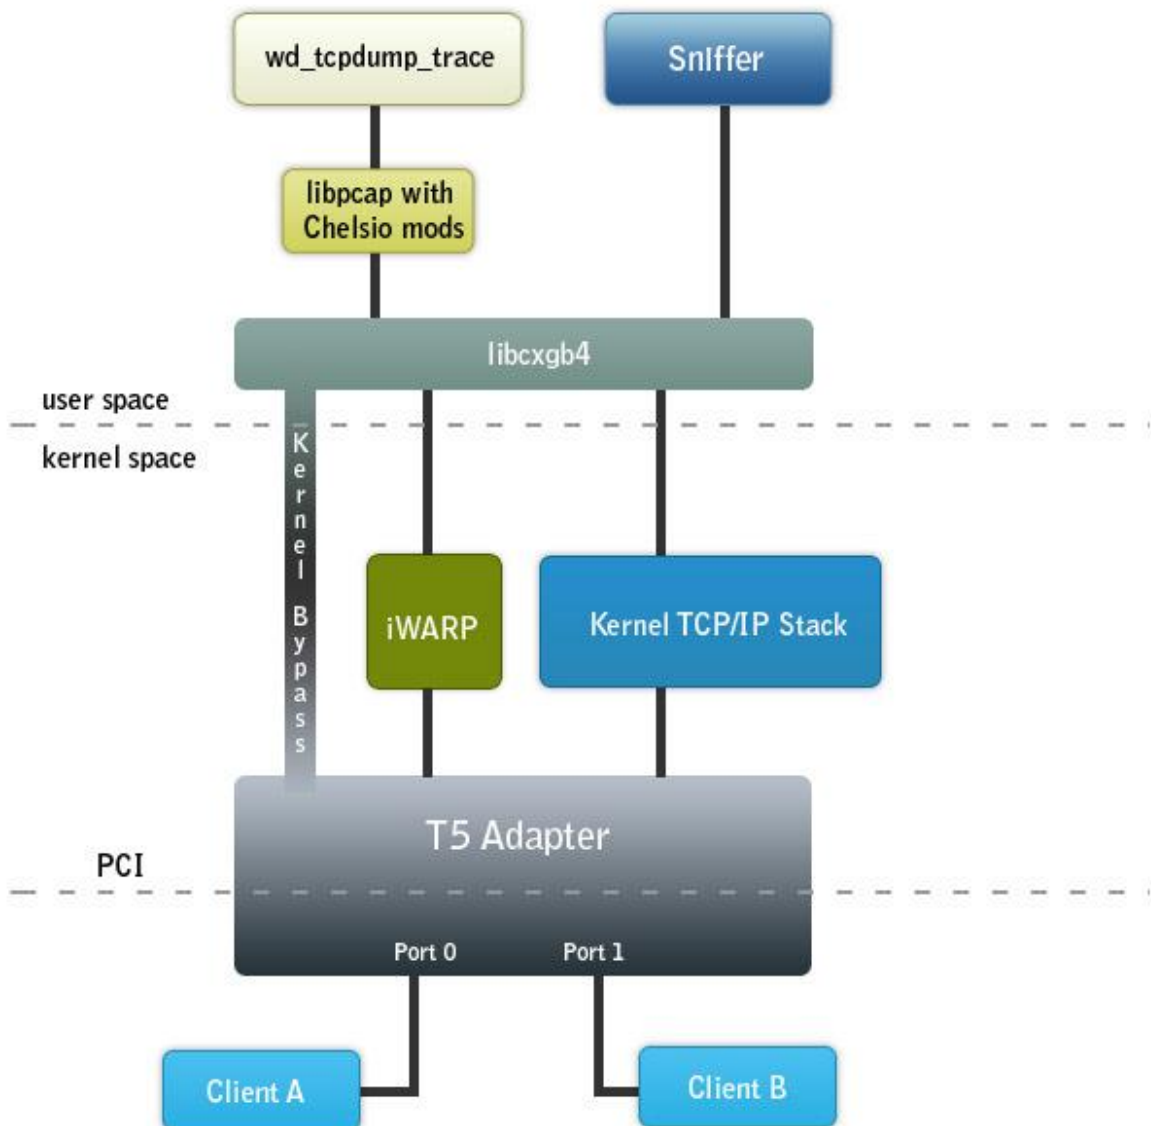 wd_tcpdump_trace
SnIffer
libpcap with
Chelsio mods
libcxgb4
user space
kernel space
Kernel Bypass
iWARP
Kernel TCP/IP Stack
T5 Adapter
PCI
Port 0
Port 1
Client A
Client B